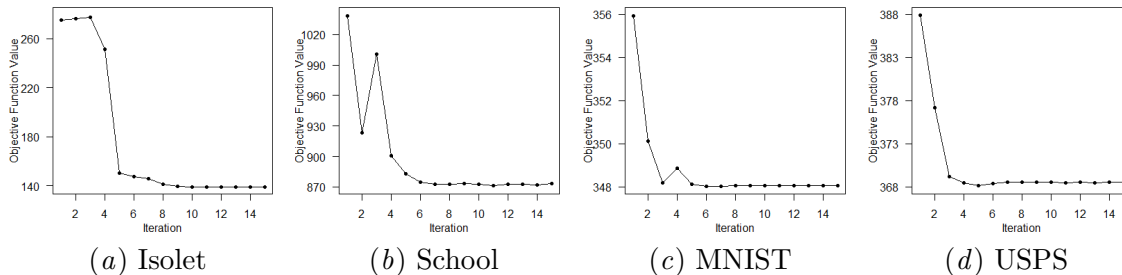 Objective Function Value
260
220
180
140
2 4 6 8 10 12 14
Iteration
(a) Isolet
Objective Function Value
1020
990
960
930
900
870
2 4 6 8 10 12 14
Iteration
(b) School
Objective Function Value
356
354
352
350
348
2 4 6 8 10 12 14
Iteration
(c) MNIST
Objective Function Value
388
383
378
373
368
2 4 6 8 10 12 14
Iteration
(d) USPS